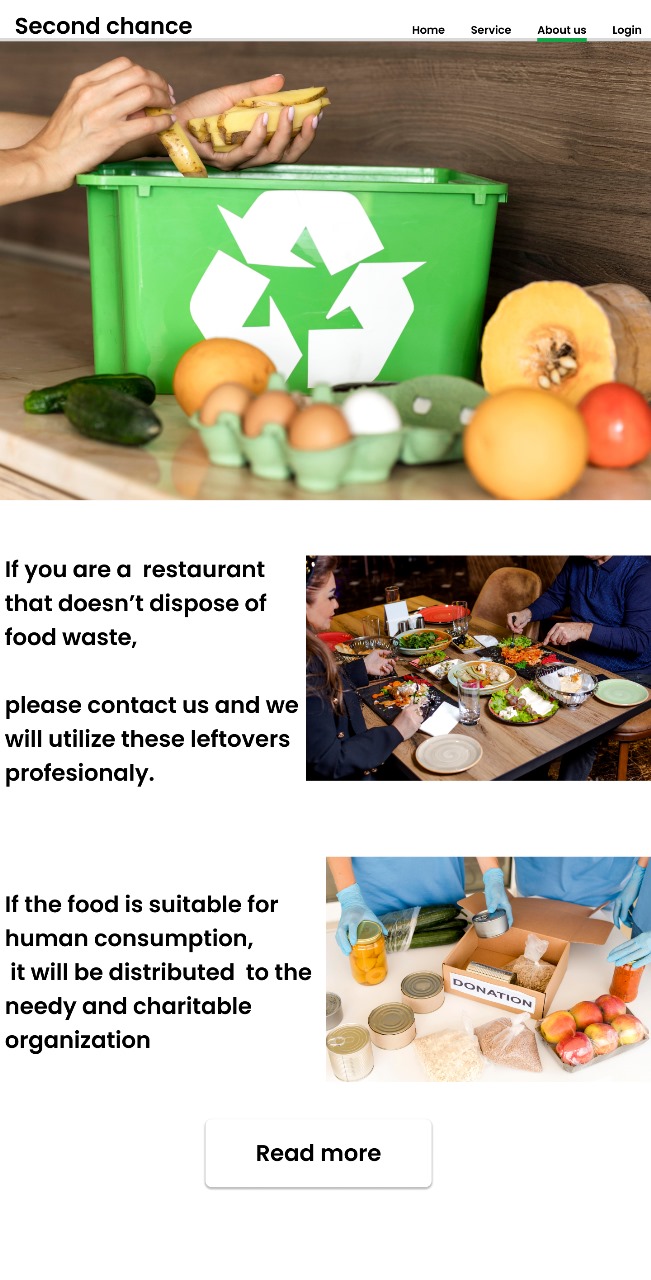 Second chance
Home Service About us Login
If you are a  restaurant
that doesn’t dispose of
food waste,
please contact us and we
will utilize these leftovers
profesionaly.
If the food is suitable for
human consumption,
it will be distributed  to the
needy and charitable
organization
DONATION
Read more